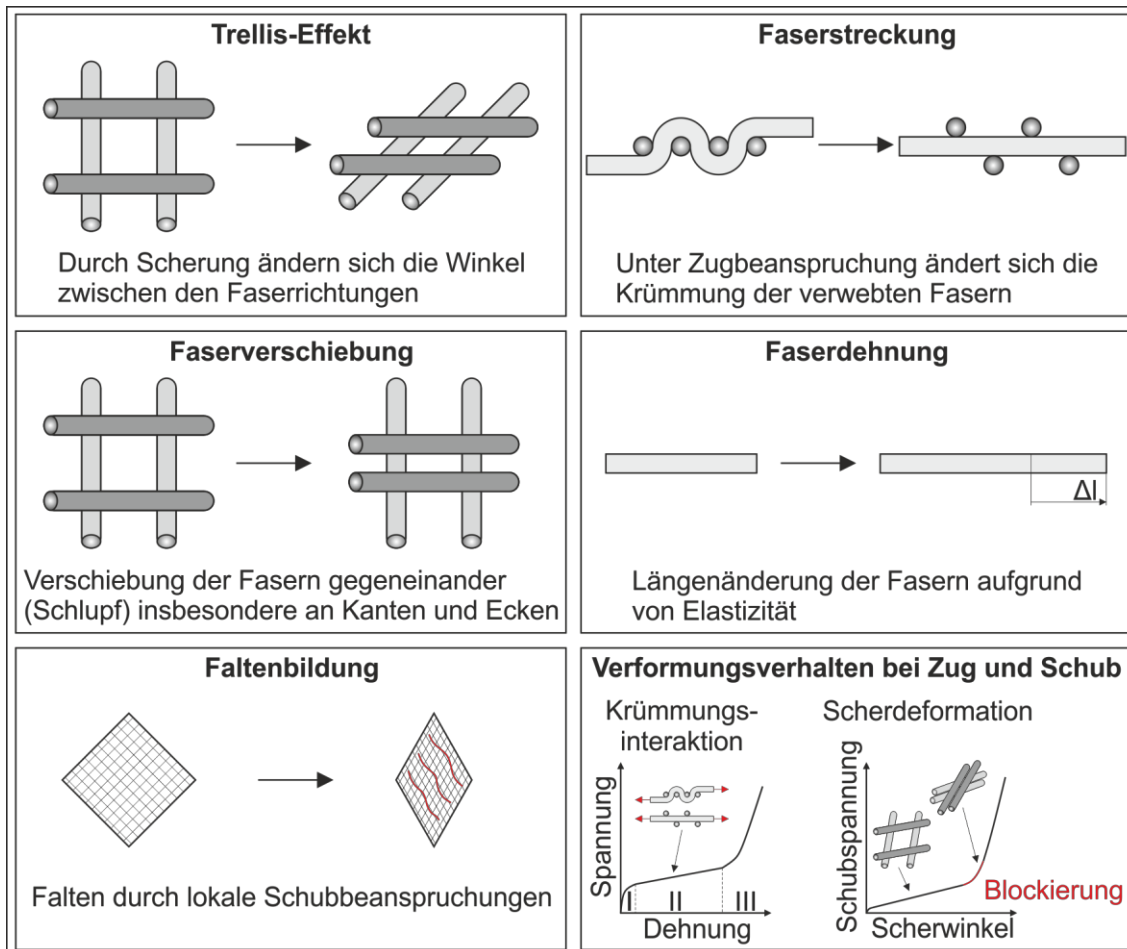 Trellis-Effekt
Durch Scherung ändern sich die Winkel
zwischen den Faserrichtungen
Faserstreckung
Unter Zugbeanspruchung ändert sich die
Krümmung der verwebten Fasern
Faserverschiebung
Verschiebung der Fasern gegeneinander
(Schlupf) insbesondere an Kanten und Ecken
Faserdehnung
Δl
Längenänderung der Fasern aufgrund
von Elastizität
Faltenbildung
Falten durch lokale Schubbeanspruchungen
Verformungsverhalten bei Zug und Schub
Krümmungs-
interaktion
Spannung
I II III
Dehnung
Scherdeformation
Schubspannung
Blockierung
Scherwinkel